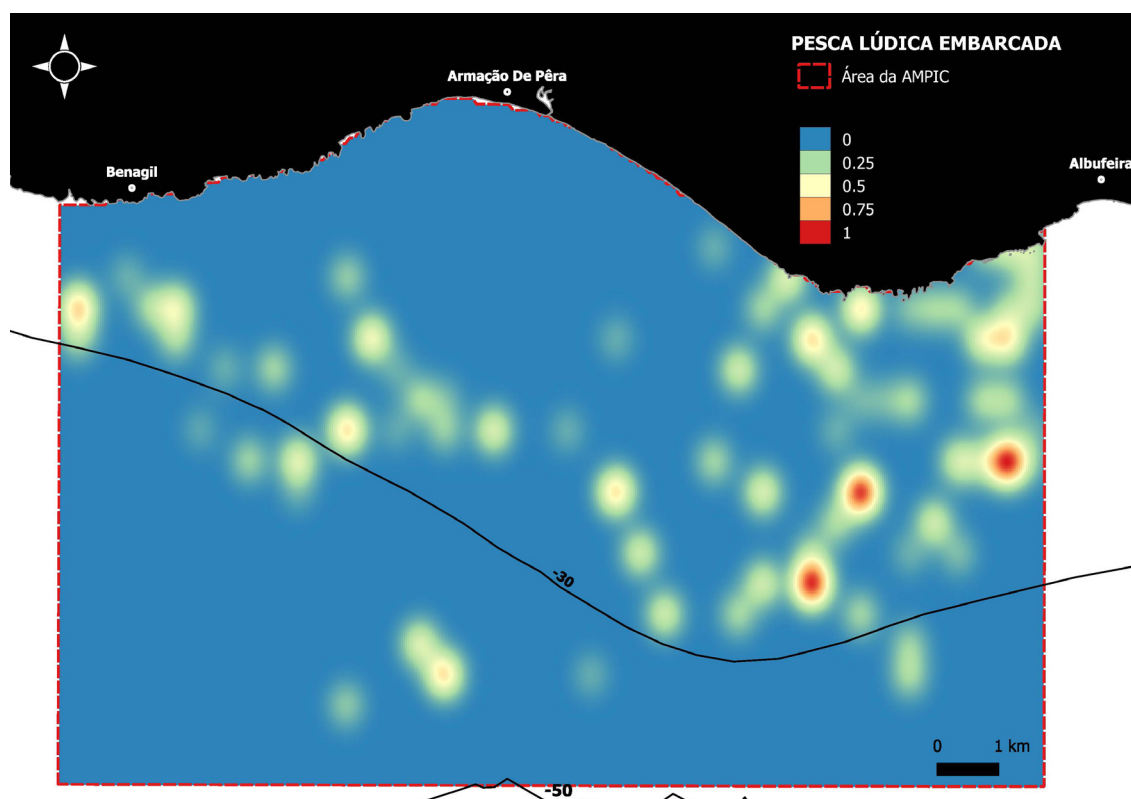 PESCA LÚDICA EMBARCADA
Área da AMPIC
Armação De Pêra
Benagil
Albufeira
0
0.25
0.5
0.75
1
-30
0 1 km
-50